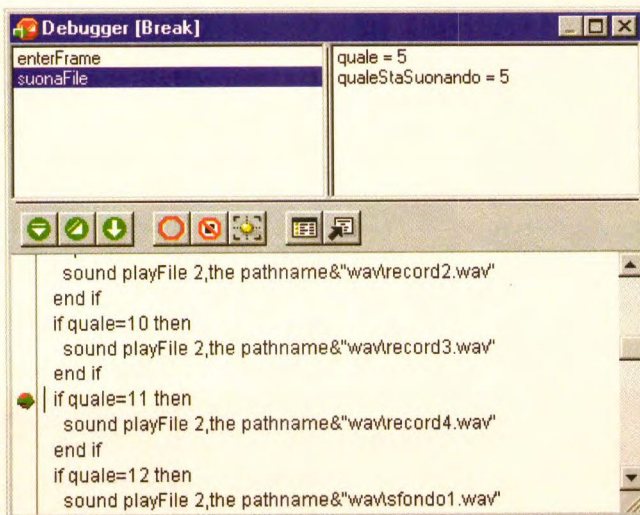 Debugger [Break]
enterFrame
suonaFile
quale = 5
qualeStaSuonando = 5
sound playFile 2,the pathname&"wav\record2.wav"
end if
if quale=10 then
sound playFile 2,the pathname&"wav\record3.wav"
end if
if quale=11 then
sound playFile 2,the pathname&"wav\record4.wav"
end if
if quale=12 then
sound playFile 2,the pathname&"wav\sfondo1.wav"